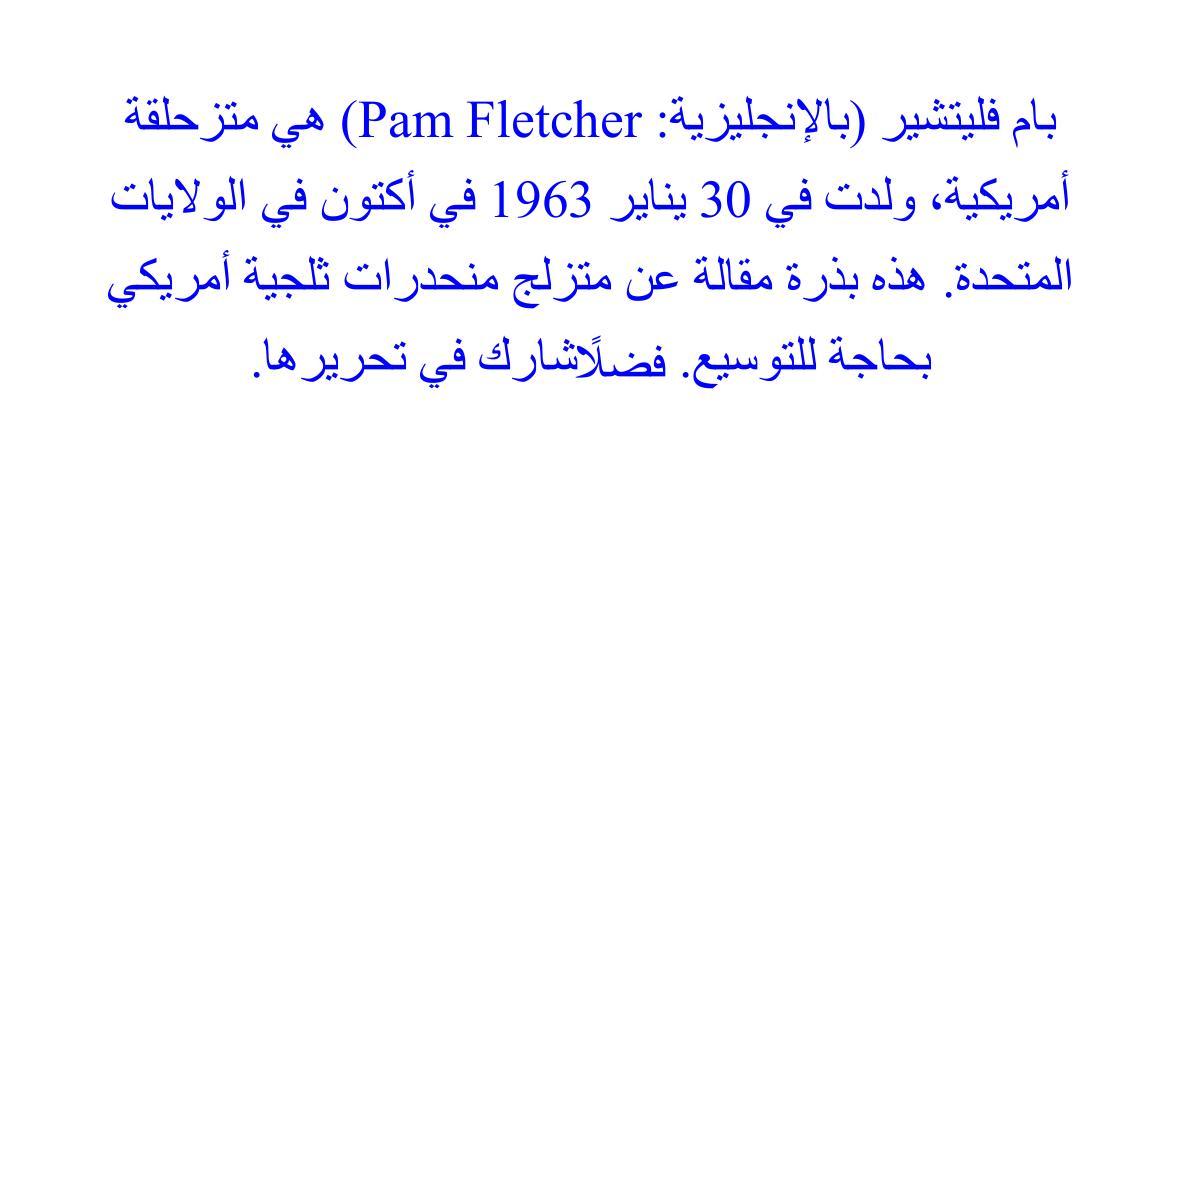 بام فليتشير (بالإنجليزية: Pam Fletcher) هي متزحلقة
أمريكية، ولدت في 30 يناير 1963 في أكتون في الولايات
المتحدة. هذه بذرة مقالة عن متزلج منحدرات ثلجية أمريكي
بحاجة للتوسيع. فضلًاشارك في تحريرها.